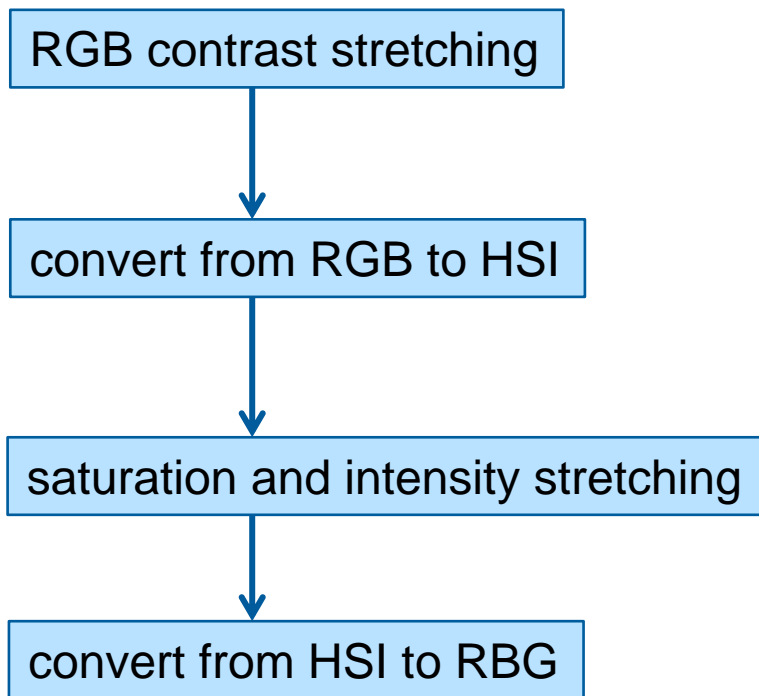 RGB contrast stretching
convert from RGB to HSI
saturation and intensity stretching
convert from HSI to RBG